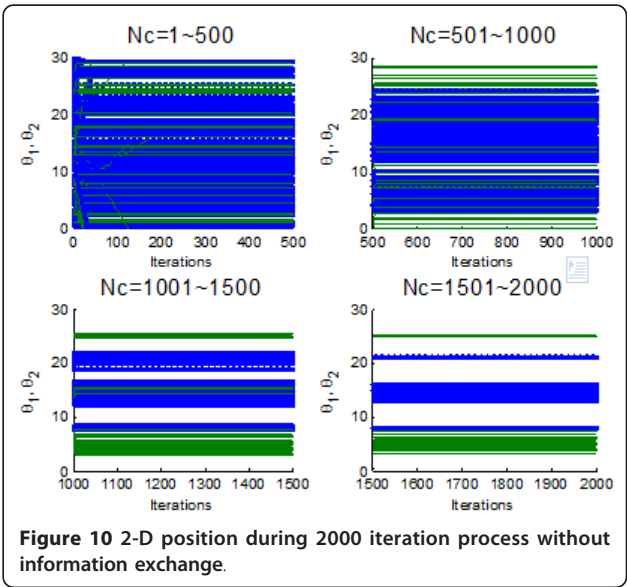 Nc=1~500
Nc=501~1000
30
20
10
0
θ1, θ2
0 100 200 300 400 500
Iterations
30
20
10
0
θ1, θ2
500 600 700 800 900 1000
Iterations
Nc=1001~1500
Nc=1501~2000
30
20
10
0
θ1, θ2
1000 1100 1200 1300 1400 1500
Iterations
30
20
10
0
θ1, θ2
1500 1600 1700 1800 1900 2000
Iterations
Figure 10 2-D position during 2000 iteration process without
information exchange.